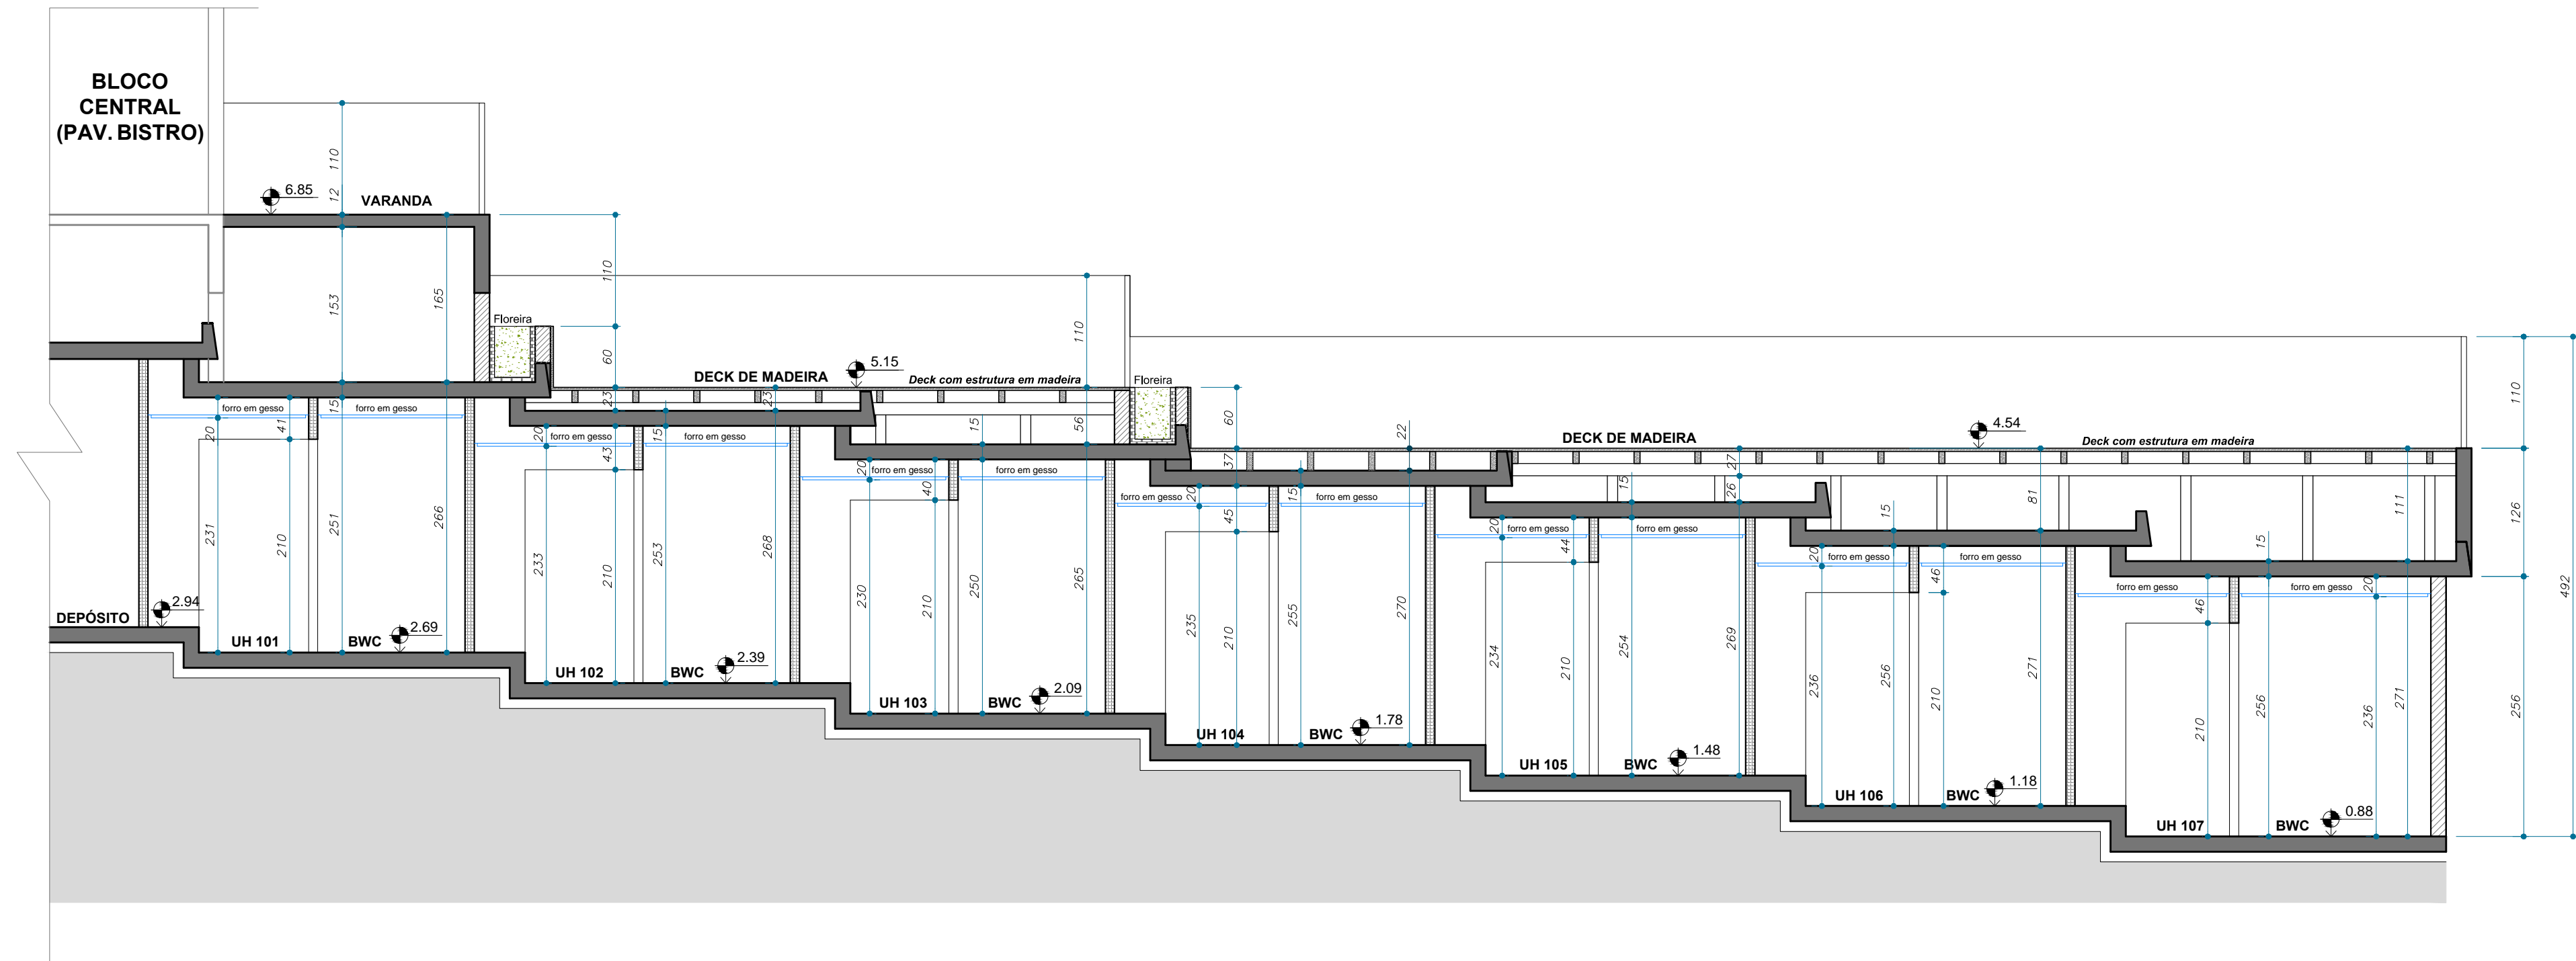 BLOCO
CENTRAL
(PAV. BISTRO)
110
12
6.85
VARANDA
153
165
110
60
Floreira
DECK DE MADEIRA
5.15
Deck com estrutura em madeira
110
Floreira
60
22
DECK DE MADEIRA
4.54
Deck com estrutura em madeira
110
492
23
23
56
15
37
15
27
26
15
81
111
126
15
forro em gesso
15
forro em gesso
20
41
20
forro em gesso
15
forro em gesso
43
20
forro em gesso
forro em gesso
40
forro em gesso
20
15
forro em gesso
45
20
forro em gesso
forro em gesso
44
20
forro em gesso
forro em gesso
46
forro em gesso
forro em gesso
20
46
231
210
251
266
233
210
253
268
230
210
250
265
235
210
255
270
234
210
254
269
236
256
210
271
210
256
236
271
256
DEPÓSITO
2.94
UH 101
BWC
2.69
UH 102
BWC
2.39
UH 103
BWC
2.09
UH 104
BWC
1.78
UH 105
BWC
1.48
UH 106
BWC
1.18
UH 107
BWC
0.88